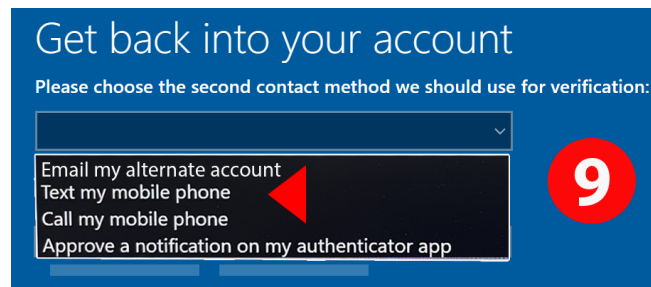 Get back into your account
Please choose the second contact method we should use for verification:
Email my alternate account
Text my mobile phone
Call my mobile phone
Approve a notification on my authenticator app
9